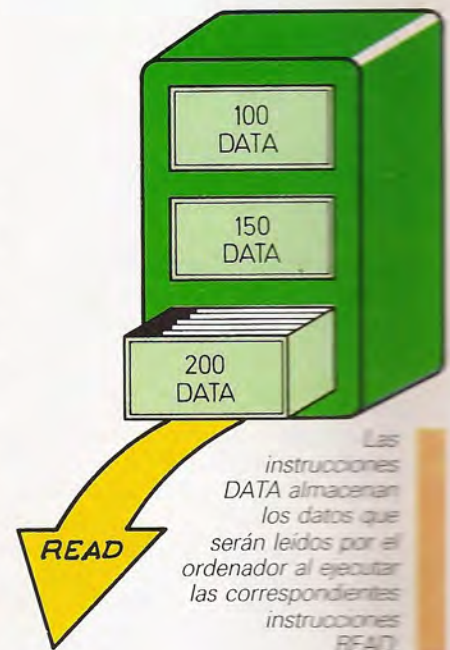 100
DATA
150
DATA
200
DATA
READ
Las
instrucciones
DATA almacenan
los datos que
serán leídos por el
ordenador al ejecutar
las correspondientes
instrucciones
READ.